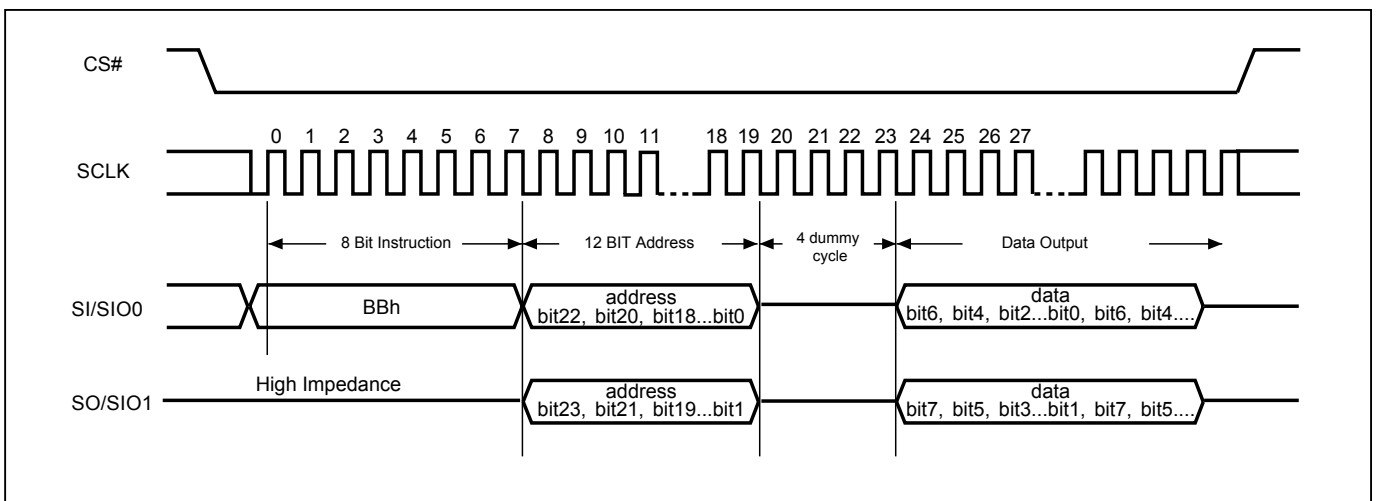 CS#
0 1 2 3 4 5 6 7 8 9 10 11 18 19 20 21 22 23 24 25 26 27
SCLK
8 Bit Instruction
12 BIT Address
4 dummy
cycle
Data Output
SI/SIO0
BBh
address
bit22, bit20, bit18...bit0
data
bit6, bit4, bit2...bit0, bit6, bit4....
High Impedance
SO/SIO1
address
bit23, bit21, bit19...bit1
data
bit7, bit5, bit3...bit1, bit7, bit5....